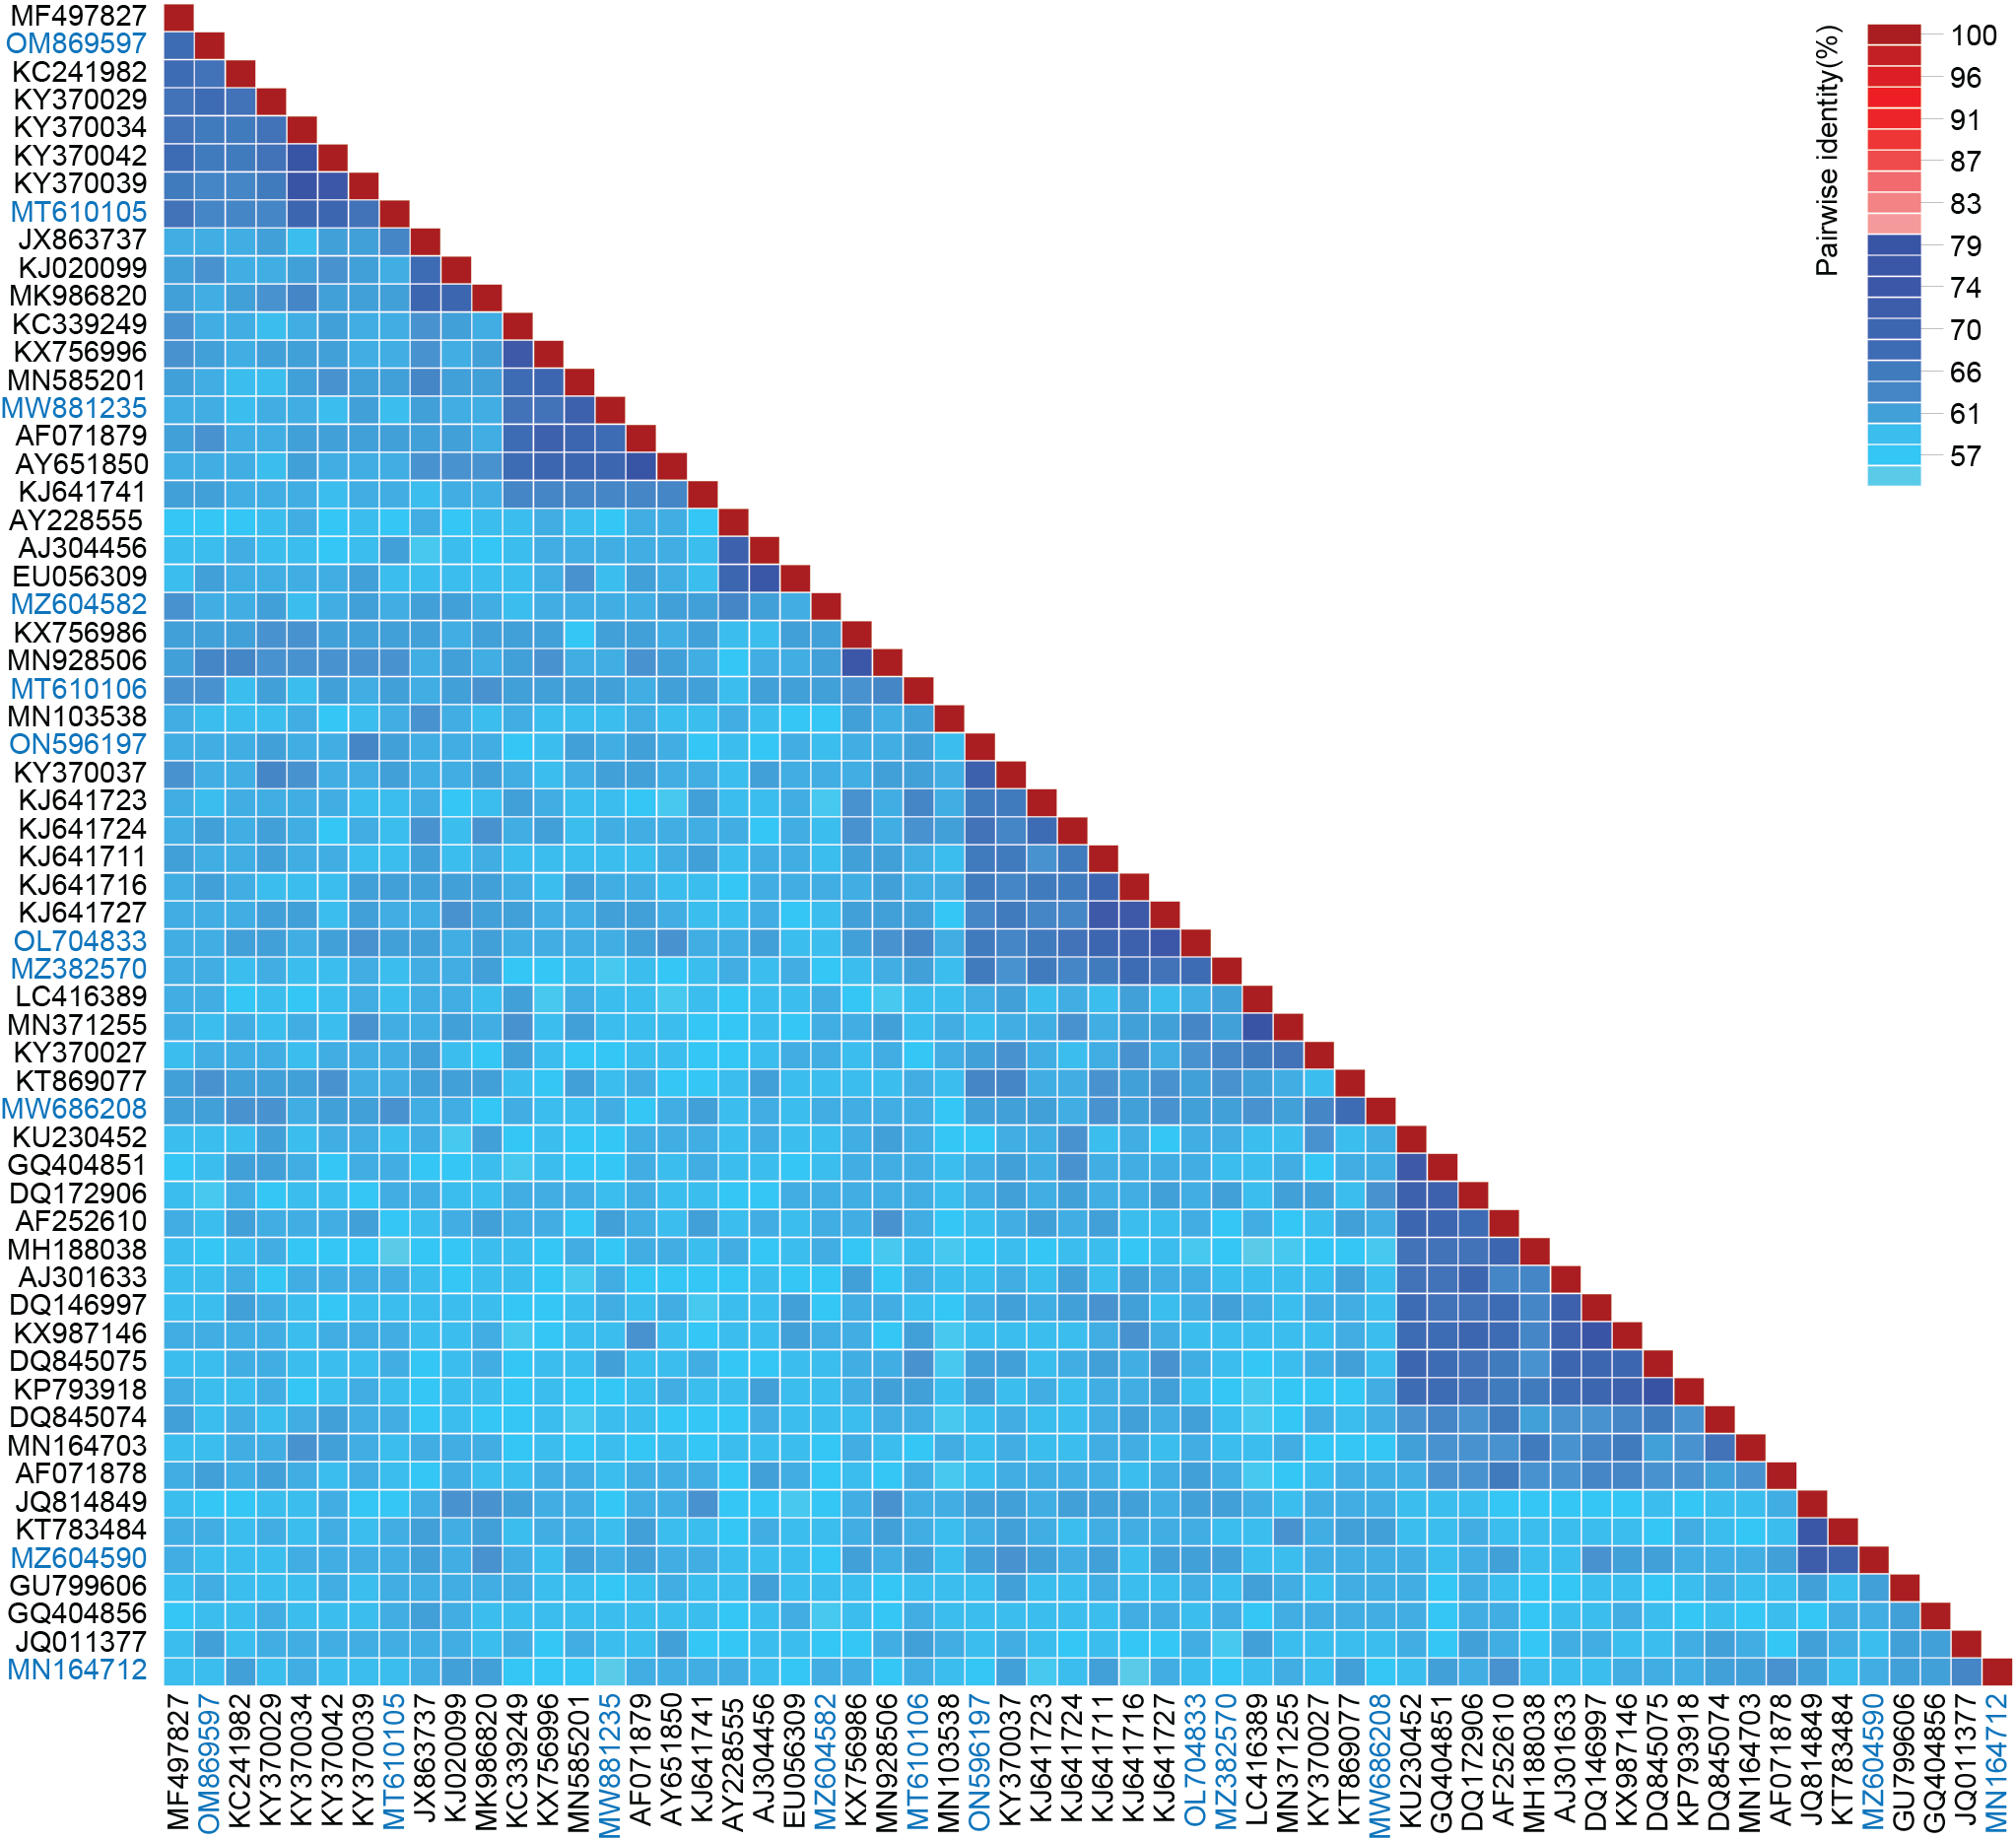 MF497827
OM869597
KC241982
KY370029
KY370034
KY370042
KY370039
MT610105
JX863737
KJ020099
MK986820
KC339249
KX756996
MN585201
MW881235
AF071879
AY651850
KJ641741
AY228555
AJ304456
EU056309
MZ604582
KX756986
MN928506
MT610106
MN103538
ON596197
KY370037
KJ641723
KJ641724
KJ641711
KJ641716
KJ641727
OL704833
MZ382570
LC416389
MN371255
KY370027
KT869077
MW686208
KU230452
GQ404851
DQ172906
AF252610
MH188038
AJ301633
DQ146997
KX987146
DQ845075
KP793918
DQ845074
MN164703
AF071878
JQ814849
KT783484
MZ604590
GU799606
GQ404856
JQ011377
MN164712
MF497827
OM869597
KC241982
KY370029
KY370034
KY370042
KY370039
MT610105
JX863737
KJ020099
MK986820
KC339249
KX756996
MN585201
MW881235
AF071879
AY651850
KJ641741
AY228555
AJ304456
EU056309
MZ604582
KX756986
MN928506
MT610106
MN103538
ON596197
KY370037
KJ641723
KJ641724
KJ641711
KJ641716
KJ641727
OL704833
MZ382570
LC416389
MN371255
KY370027
KT869077
MW686208
KU230452
GQ404851
DQ172906
AF252610
MH188038
AJ301633
DQ146997
KX987146
DQ845075
KP793918
DQ845074
MN164703
AF071878
JQ814849
KT783484
MZ604590
GU799606
GQ404856
JQ011377
MN164712
Pairwise identity(%)
100
96
91
87
83
79
74
70
66
61
57